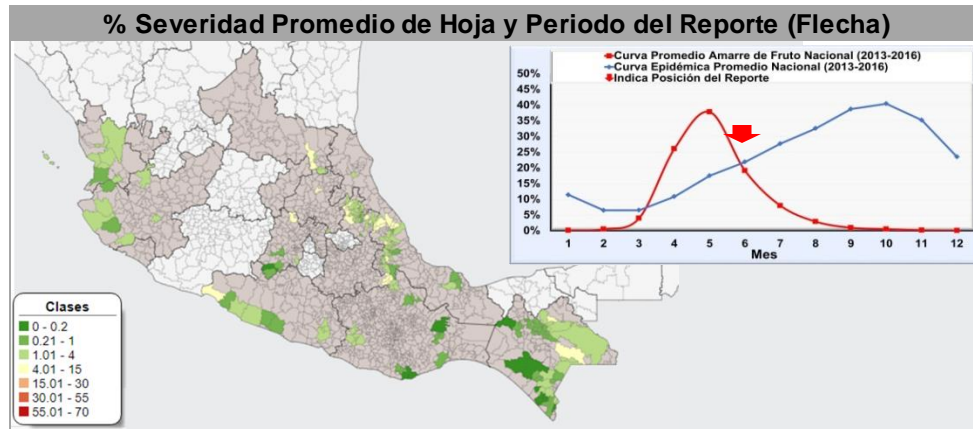 % Severidad Promedio de Hoja y Periodo del Reporte (Flecha)
Curva Promedio Amarre de Fruto Nacional (2013-2016)
Curva Epidémica Promedio Nacional (2013-2016)
Indica Posición del Reporte
50%
45%
40%
35%
30%
25%
20%
15%
10%
5%
0%
1 2 3 4 5 6 7 8 9 10 11 12
Mes
Clases
0 - 0.2
0.21 - 1
1.01 - 4
4.01 - 15
15.01 - 30
30.01 - 55
55.01 - 70